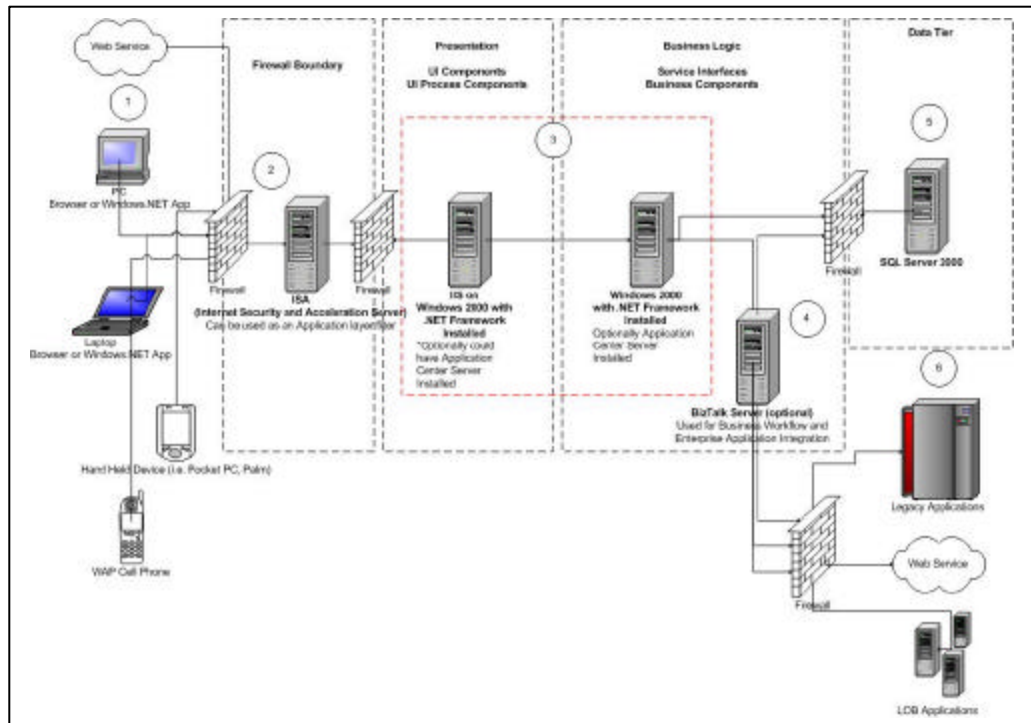 Web Service
Firewall Boundary
Presentation
UI Components
UI Process Components
Business Logic
Service Interfaces
Business Components
Data Tier
1
2
3
4
5
6
PC
Browser or Windows.NET App
Laptop
Browser or Windows.NET App
Hand Held Device (i.e. Pocket PC, Palm)
WAP Cell Phone
Firewall
ISA
(Internet Security and Acceleration Server)
Can be used as an Application layer filter
Firewall
IIS on
Windows 2000 with
.NET Framework
Installed
*Optionally could
have Application
Center Server
Installed
Windows 2000
with .NET Framework
Installed
Optionally Application
Center Server
Installed
Firewall
SQL Server 2000
BizTalk Server (optional)
Used for Business Workflow and
Enterprise Application Integration
Legacy Applications
Web Service
Firewall
LOB Applications